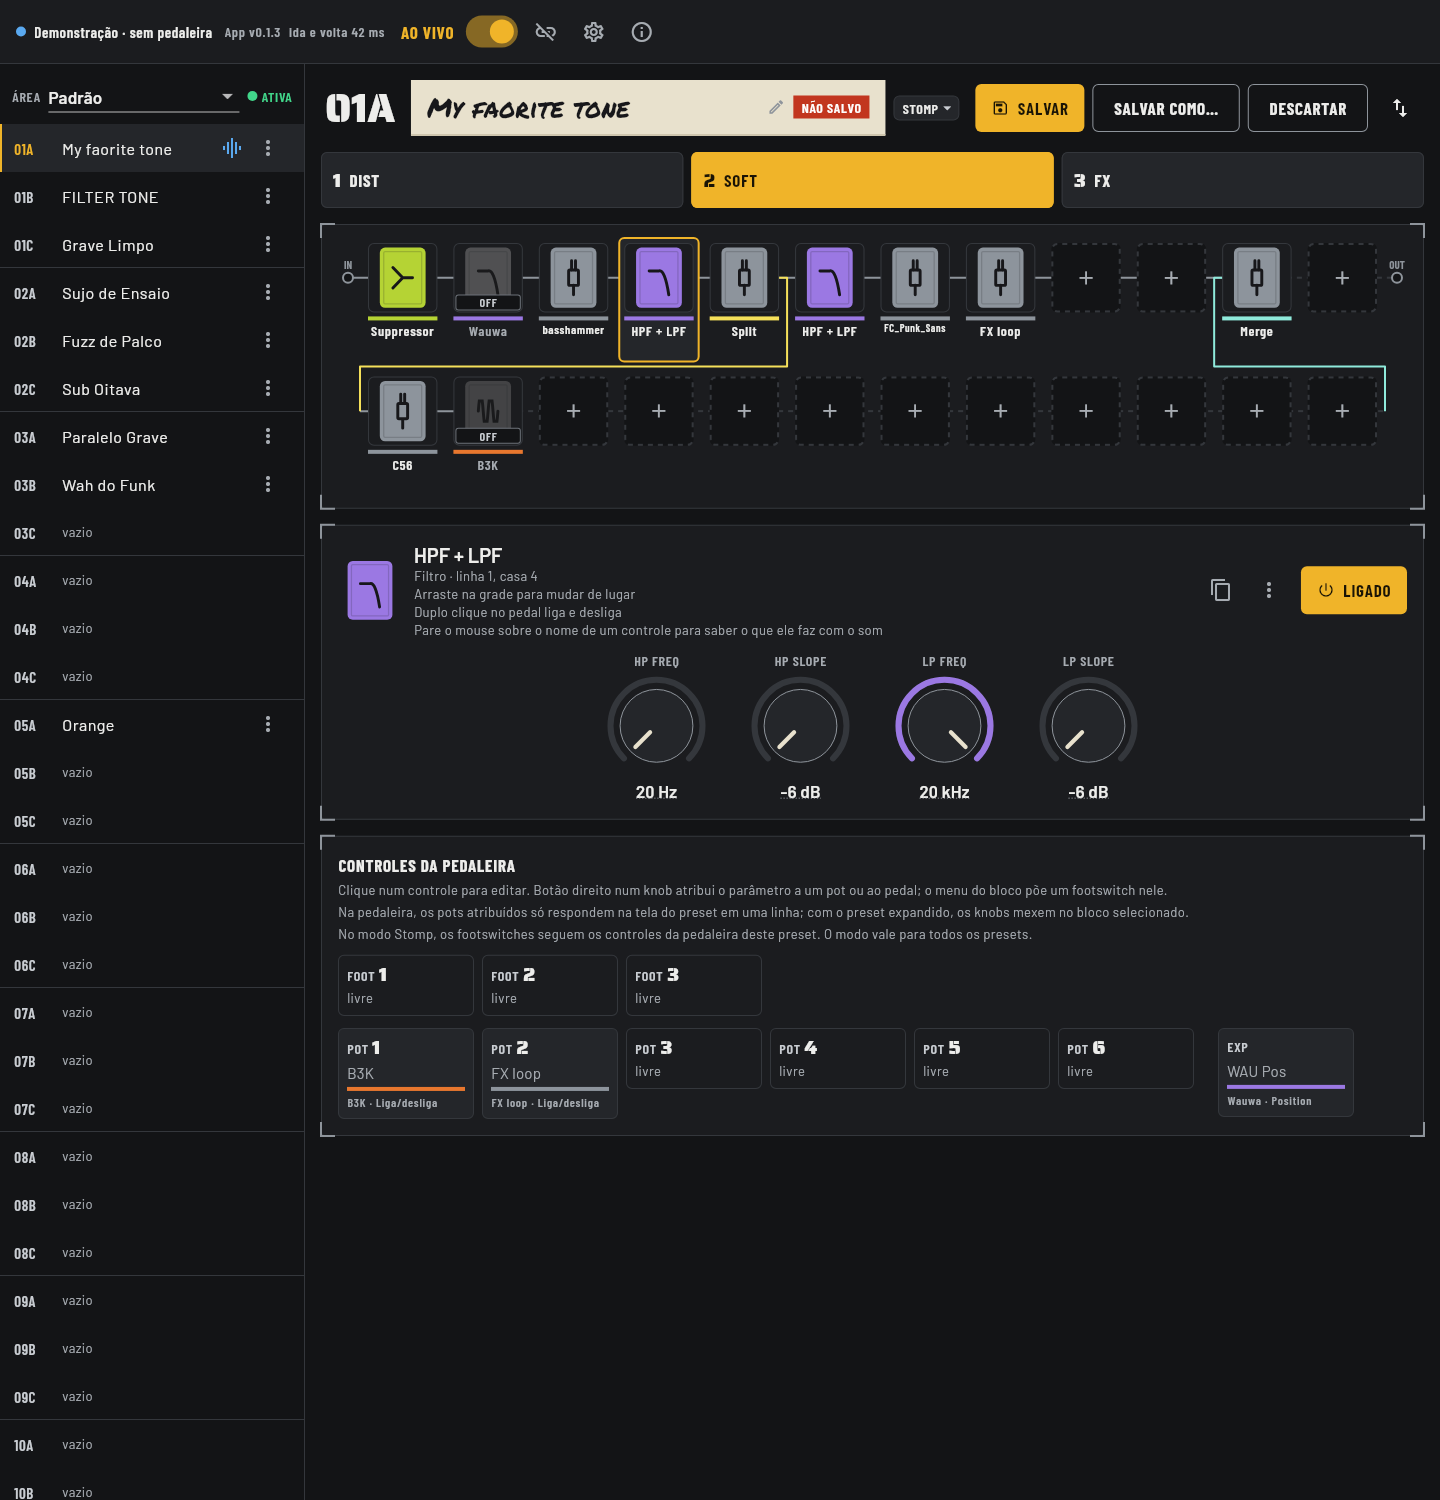 Demonstração · sem pedaleira App v0.1.3 Ida e volta 42 ms AO VIVO
ÁREA Padrão ATIVA
01A My faorite tone
01B FILTER TONE
01C Grave Limpo
02A Sujo de Ensaio
02B Fuzz de Palco
02C Sub Oitava
03A Paralelo Grave
03B Wah do Funk
03C vazio
04A vazio
04B vazio
04C vazio
05A Orange
05B vazio
05C vazio
06A vazio
06B vazio
06C vazio
07A vazio
07B vazio
07C vazio
08A vazio
08B vazio
08C vazio
09A vazio
09B vazio
09C vazio
10A vazio
10B vazio
01A My faorite tone NÃO SALVO STOMP SALVAR SALVAR COMO... DESCARTAR
1 DIST 2 SOFT 3 FX
IN OUT
OFF
Suppressor Wauwa basshammer HPF + LPF Split HPF + LPF FC_Punk_Sans FX loop Merge
OFF
C56 B3K
HPF + LPF
Filtro · linha 1, casa 4
Arraste na grade para mudar de lugar
Duplo clique no pedal liga e desliga
Pare o mouse sobre o nome de um controle para saber o que ele faz com o som
LIGADO
HP FREQ HP SLOPE LP FREQ LP SLOPE
20 Hz -6 dB 20 kHz -6 dB
CONTROLES DA PEDALEIRA
Clique num controle para editar. Botão direito num knob atribui o parâmetro a um pot ou ao pedal; o menu do bloco põe um footswitch nele.
Na pedaleira, os pots atribuídos só respondem na tela do preset em uma linha; com o preset expandido, os knobs mexem no bloco selecionado.
No modo Stomp, os footswitches seguem os controles da pedaleira deste preset. O modo vale para todos os presets.
FOOT 1 FOOT 2 FOOT 3
livre livre livre
POT 1 POT 2 POT 3 POT 4 POT 5 POT 6 EXP
B3K FX loop livre livre livre livre WAU Pos
B3K · Liga/desliga FX loop · Liga/desliga Wauwa · Position